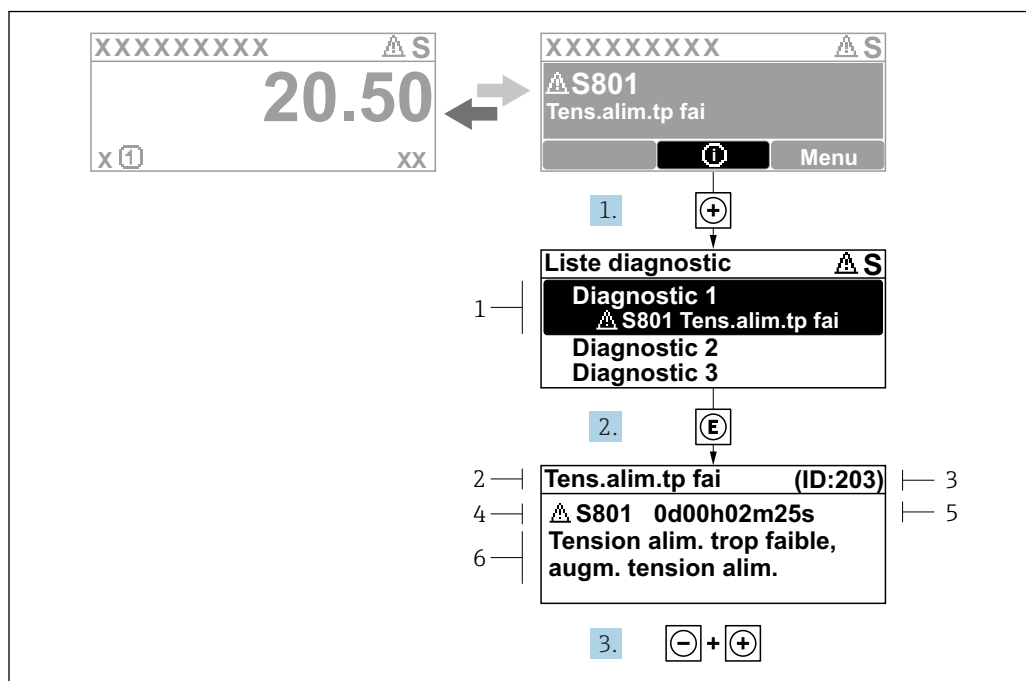 XXXXXXXXX ⚠ S
20.50
X ① XX
XXXXXXXXX ⚠ S
⚠ S801
Tens.alim.tp fai
ⓘ Menu
1. +
Liste diagnostic ⚠ S
1
Diagnostic 1
⚠ S801 Tens.alim.tp fai
Diagnostic 2
Diagnostic 3
2. E
2 Tens.alim.tp fai (ID:203) 3
4 ⚠ S801 0d00h02m25s 5
6
Tension alim. trop faible,
augm. tension alim.
3. − + +